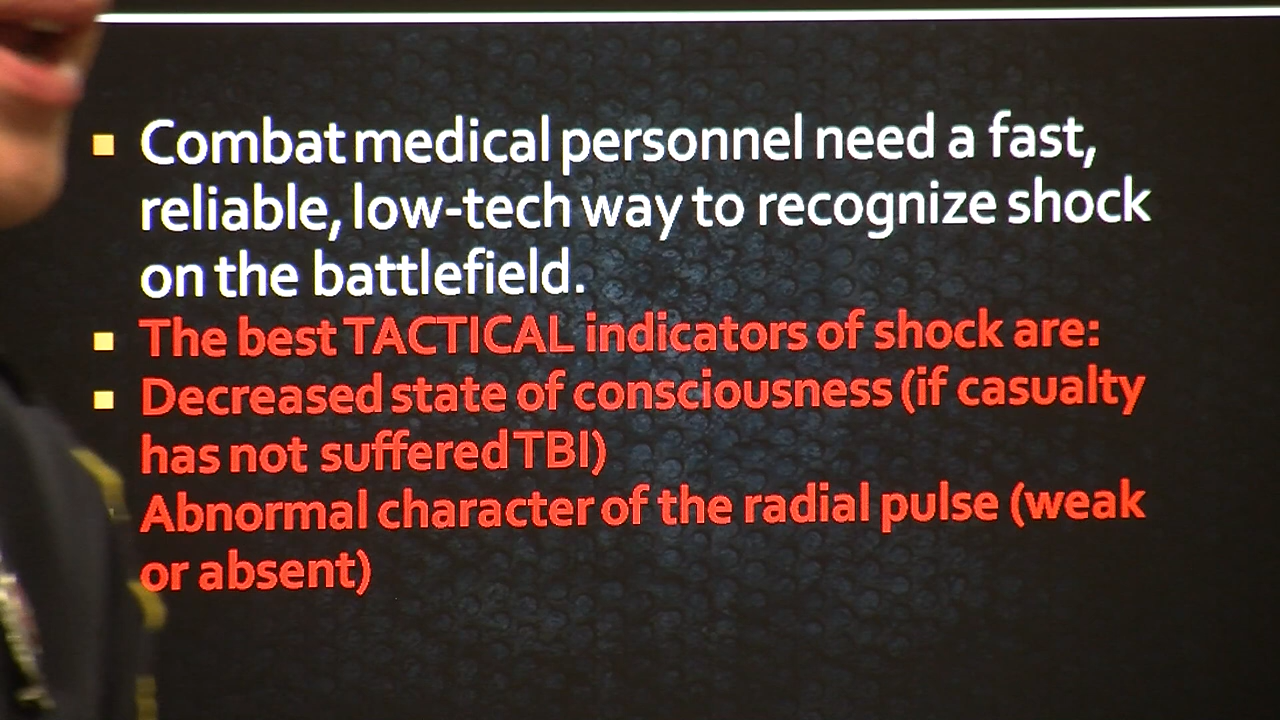 Combat medical personnel need a fast,
reliable, low-tech way to recognize shock
on the battlefield.
The best TACTICAL indicators of shock are:
Decreased state of consciousness (if casualty
has not suffered TBI)
Abnormal character of the radial pulse (weak
or absent)